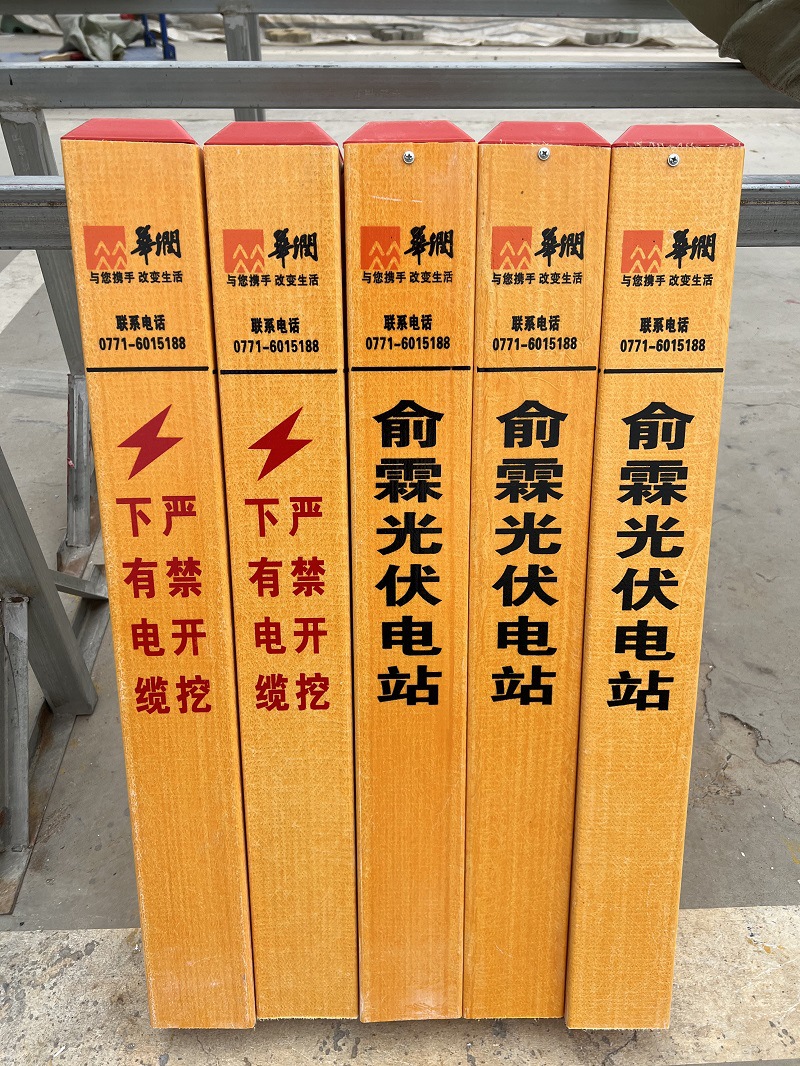 華潤
与您携手 改变生活
联系电话
0771-6015188
下有电缆
严禁开挖
華潤
与您携手 改变生活
联系电话
0771-6015188
下有电缆
严禁开挖
華潤
与您携手 改变生活
联系电话
0771-6015188
俞霖光伏电站
華潤
与您携手 改变生活
联系电话
0771-6015188
俞霖光伏电站
華潤
与您携手 改变生活
联系电话
0771-6015188
俞霖光伏电站